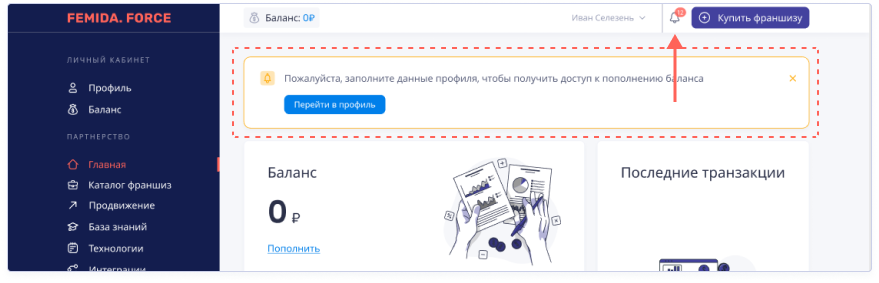 FEMIDA. FORCE
Баланс: 0₽
Иван Селезень
12
Купить франшизу
ЛИЧНЫЙ КАБИНЕТ
Профиль
Баланс
ПАРТНЕРСТВО
Главная
Каталог франшиз
Продвижение
База знаний
Технологии
Интеграции
Пожалуйста, заполните данные профиля, чтобы получить доступ к пополнению баланса
Перейти в профиль
Баланс
0 ₽
Пополнить
Последние транзакции